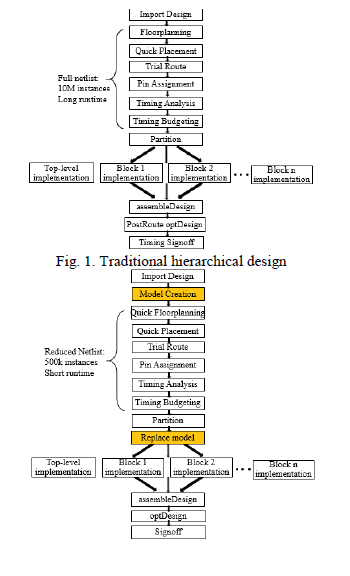 Import Design
Floorplanning
Quick Placement
Trial Route
Full netlist:
10M instances
Long runtime
Pin Assignment
Timing Analysis
Timing Budgeting
Partition
Top-level
implementation
Block 1
implementation
Block 2
implementation
Block n
implementation
assembleDesign
PostRoute optDesign
Timing Signoff
Fig. 1. Traditional hierarchical design
Import Design
Model Creation
Quick Floorplanning
Quick Placement
Trial Route
Reduced Netlist:
500k instances
Short runtime
Pin Assignment
Timing Analysis
Timing Budgeting
Partition
Replace model
Top-level
implementation
Block 1
implementation
Block 2
implementation
Block n
implementation
assembleDesign
optDesign
Signoff